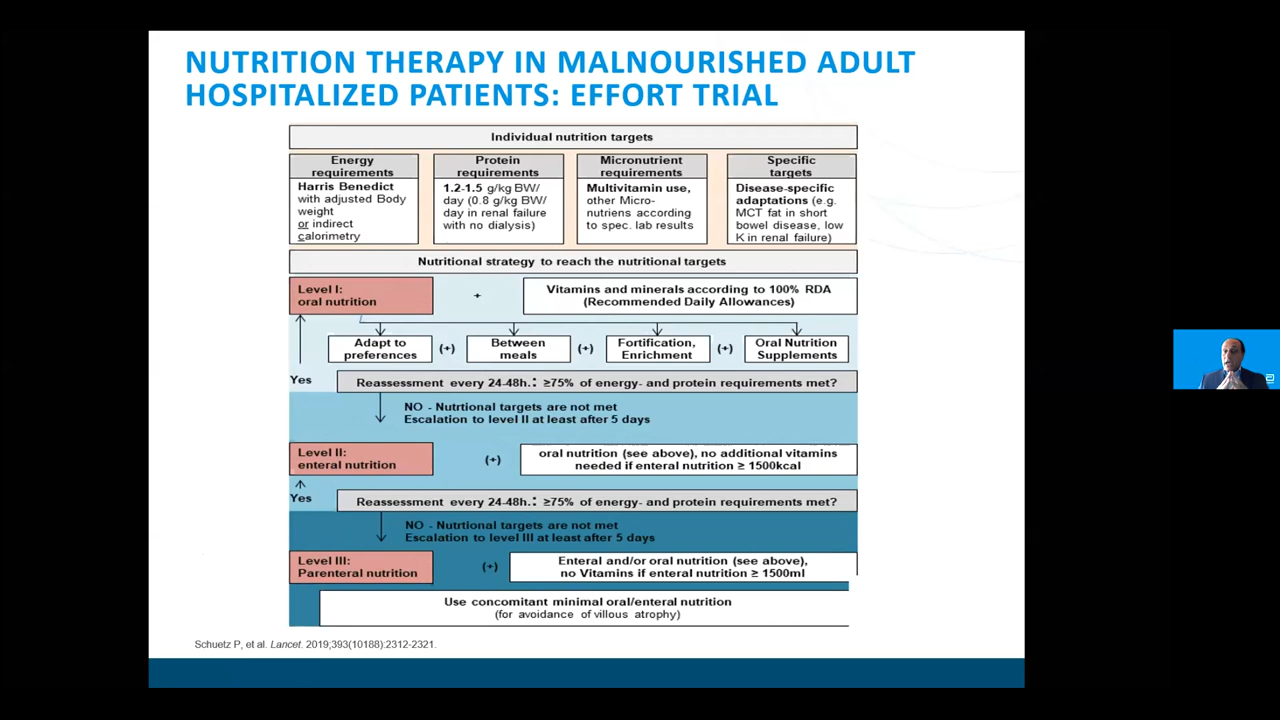 NUTRITION THERAPY IN MALNOURISHED ADULT
HOSPITALIZED PATIENTS: EFFORT TRIAL
Individual nutrition targets
Energy
requirements
Harris Benedict
with adjusted Body
weight
or indirect
calorimetry
Protein
requirements
1.2-1.5 g/kg BW/
day (0.8 g/kg BW/
day in renal failure
with no dialysis)
Micronutrient
requirements
Multivitamin use,
other Micro-
nutriens according
to spec. lab results
Specific
targets
Disease-specific
adaptations (e.g.
MCT fat in short
bowel disease, low
K in renal failure)
Nutritional strategy to reach the nutritional targets
Level I:
oral nutrition
+
Vitamins and minerals according to 100% RDA
(Recommended Daily Allowances)
Adapt to
preferences
(+)
Between
meals
(+)
Fortification,
Enrichment
(+)
Oral Nutrition
Supplements
Yes
Reassessment every 24-48h.: ≥75% of energy- and protein requirements met?
NO - Nutrtional targets are not met
Escalation to level II at least after 5 days
Level II:
enteral nutrition
(+)
oral nutrition (see above), no additional vitamins
needed if enteral nutrition ≥ 1500kcal
Yes
Reassessment every 24-48h.: ≥75% of energy- and protein requirements met?
NO - Nutrtional targets are not met
Escalation to level III at least after 5 days
Level III:
Parenteral nutrition
(+)
Enteral and/or oral nutrition (see above),
no Vitamins if enteral nutrition ≥ 1500ml
Use concomitant minimal oral/enteral nutrition
(for avoidance of villous atrophy)
Schuetz P, et al. Lancet. 2019;393(10188):2312-2321.